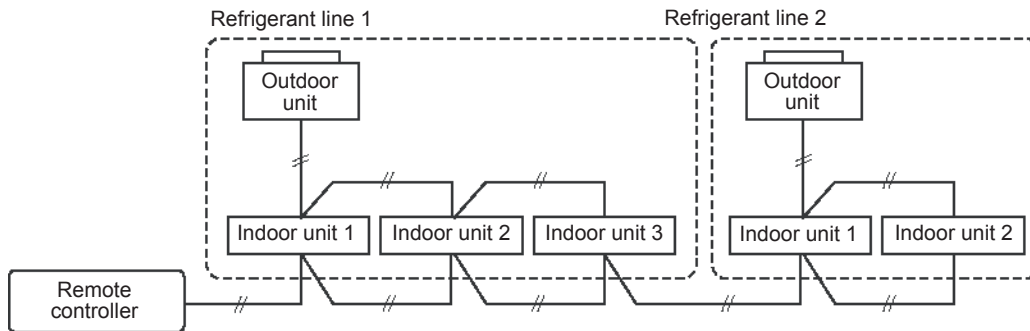 Refrigerant line 1
Refrigerant line 2
Outdoor
unit
Outdoor
unit
Indoor unit 1
Indoor unit 2
Indoor unit 3
Indoor unit 1
Indoor unit 2
Remote
controller